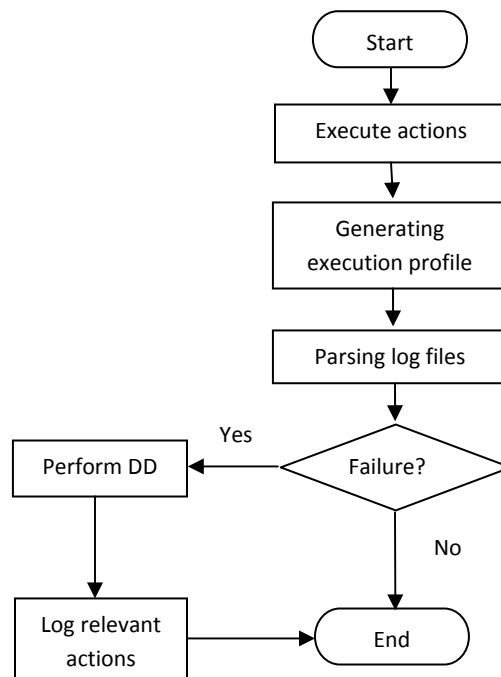 Start
Execute actions
Generating
execution profile
Parsing log files
Yes
Perform DD
Failure?
No
Log relevant
actions
End